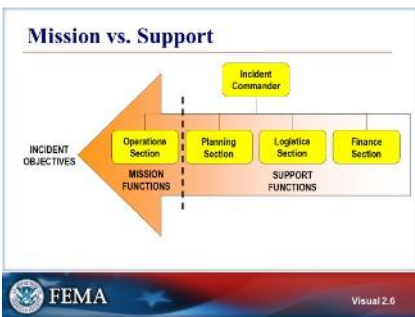 Mission vs. Support
Incident
Commander
INCIDENT
OBJECTIVES
Operations
Section
Planning
Section
Logistics
Section
Finance
Section
MISSION
FUNCTIONS
SUPPORT
FUNCTIONS
FEMA
Visual 2.6